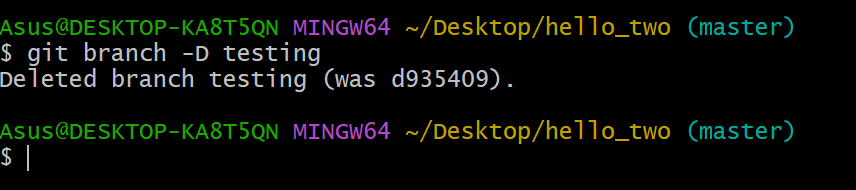 Asus@DESKTOP-KA8T5QN MINGW64 ~/Desktop/hello_two (master)
$ git branch -D testing
Deleted branch testing (was d935409).
Asus@DESKTOP-KA8T5QN MINGW64 ~/Desktop/hello_two (master)
$